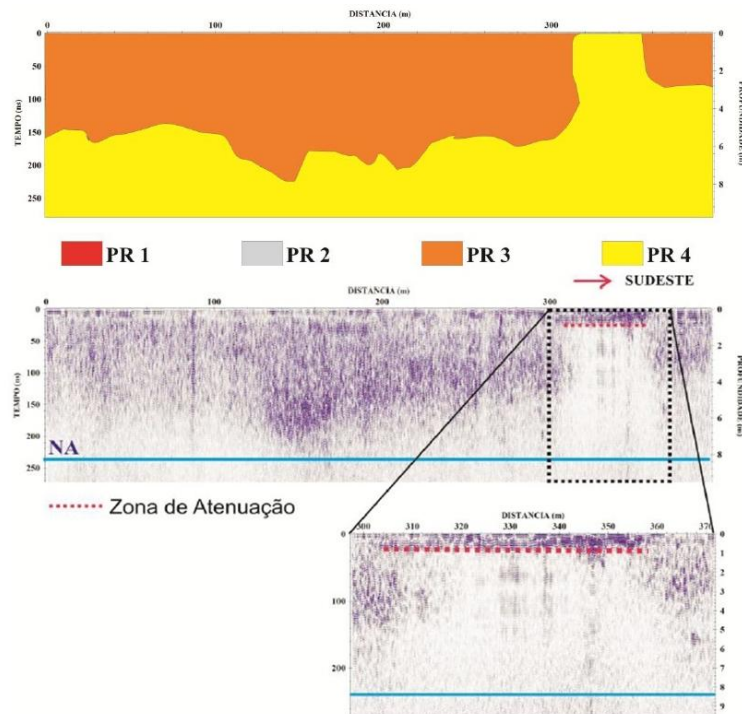 DISTANCIA (m)
0 100 200 300
TEMPO (ns)
0
50
100
150
200
250
PROFUNDIDADE (m)
0
2
4
6
8
PR 1 PR 2 PR 3 PR 4
SUDESTE
DISTANCIA (m)
0 100 200 300
TEMPO (ns)
0
50
100
150
200
250
PROFUNDIDADE (m)
0
2
4
6
8
NA
Zona de Atenuação
DISTANCIA (m)
300 310 320 330 340 350 360 370
0
100
200
0
1
2
3
4
5
6
7
8
9